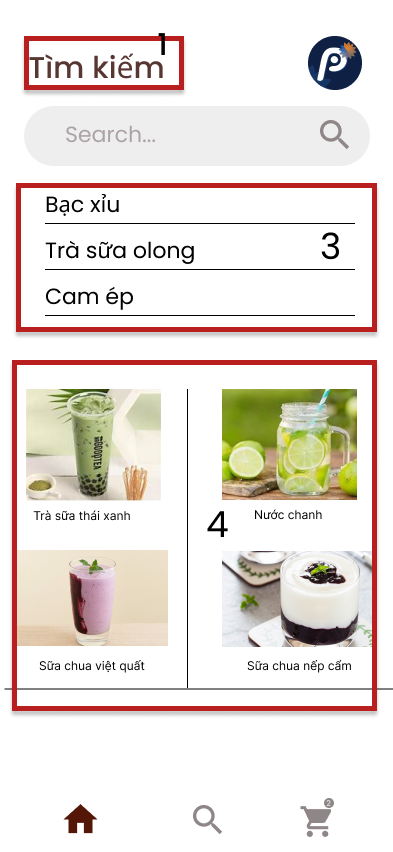 Tìm kiếm
1
Search...
Bạc xỉu
Trà sữa olong
3
Cam ép
Trà sữa thái xanh
Nước chanh
4
Sữa chua việt quất
Sữa chua nếp cẩm
2